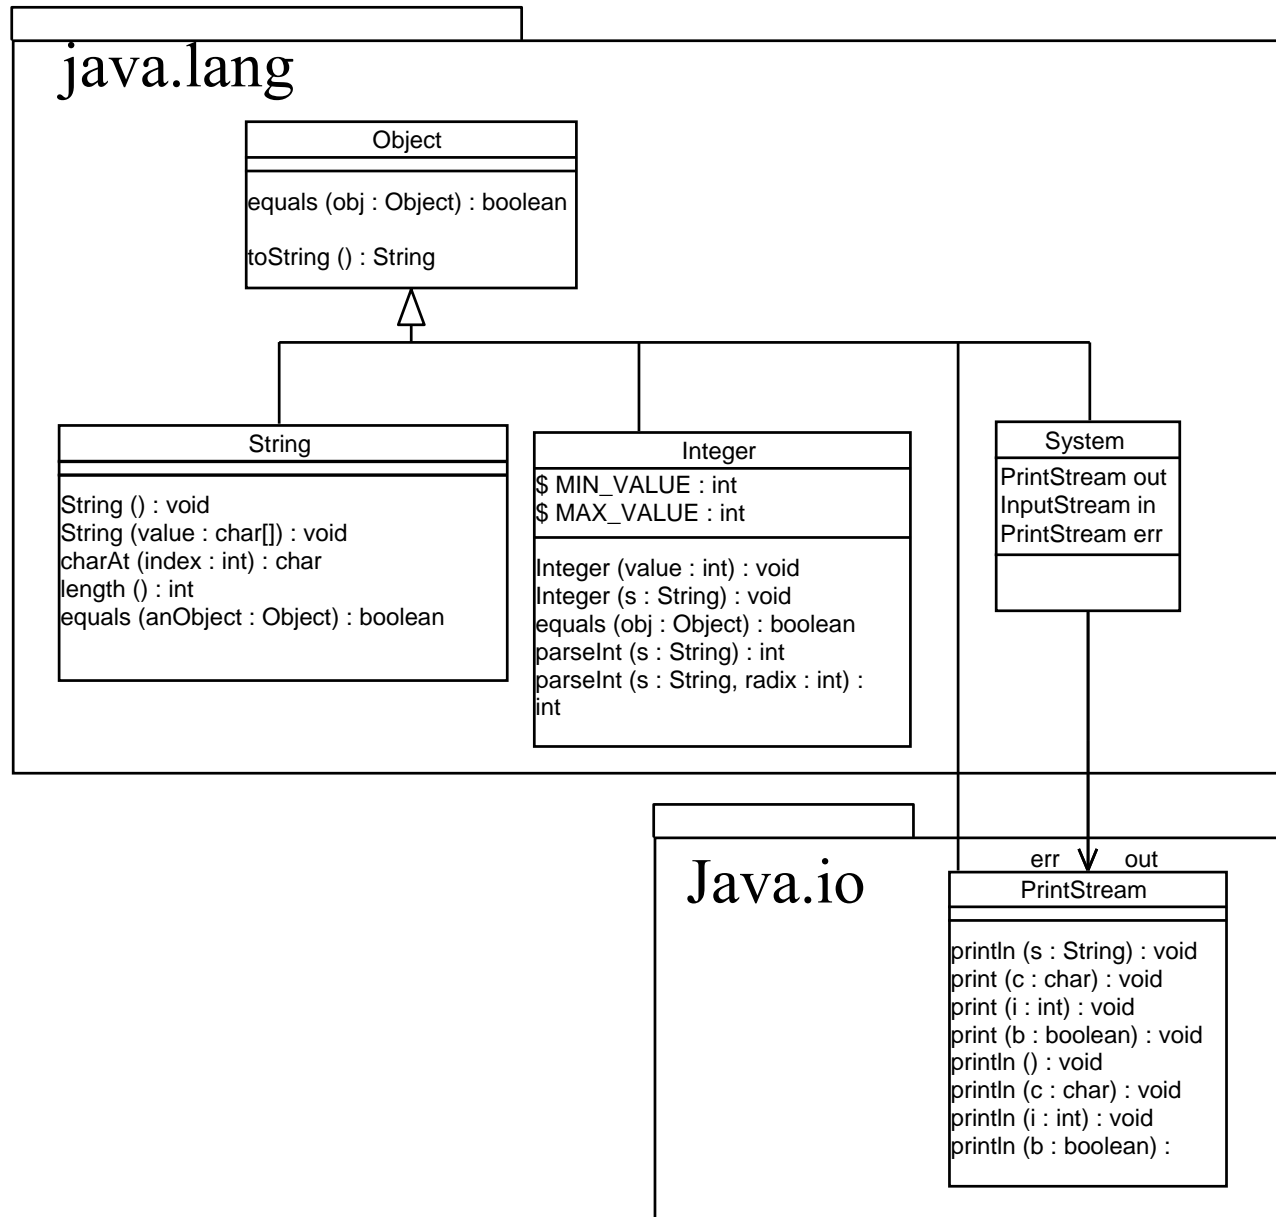 java.lang
Object
equals (obj : Object) : boolean
toString () : String
String
String () : void
String (value : char[]) : void
charAt (index : int) : char
length () : int
equals (anObject : Object) : boolean
Integer
$ MIN_VALUE : int
$ MAX_VALUE : int
Integer (value : int) : void
Integer (s : String) : void
equals (obj : Object) : boolean
parseInt (s : String) : int
parseInt (s : String, radix : int) :
int
System
PrintStream out
InputStream in
PrintStream err
Java.io
err out
PrintStream
println (s : String) : void
print (c : char) : void
print (i : int) : void
print (b : boolean) : void
println () : void
println (c : char) : void
println (i : int) : void
println (b : boolean) :